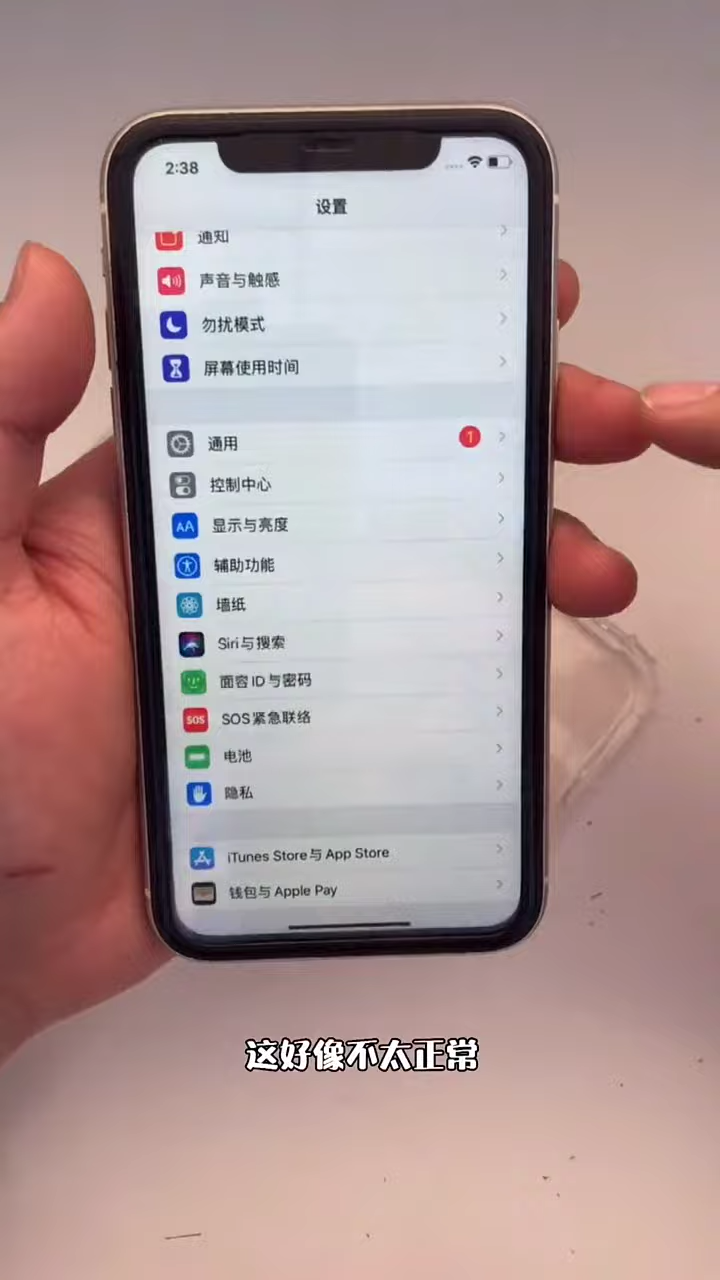 2:38
设置
通知
声音与触感
勿扰模式
屏幕使用时间
通用 1
控制中心
AA 显示与亮度
辅助功能
墙纸
Siri与搜索
面容ID与密码
SOS SOS紧急联络
电池
隐私
iTunes Store与App Store
钱包与Apple Pay
这好像不太正常